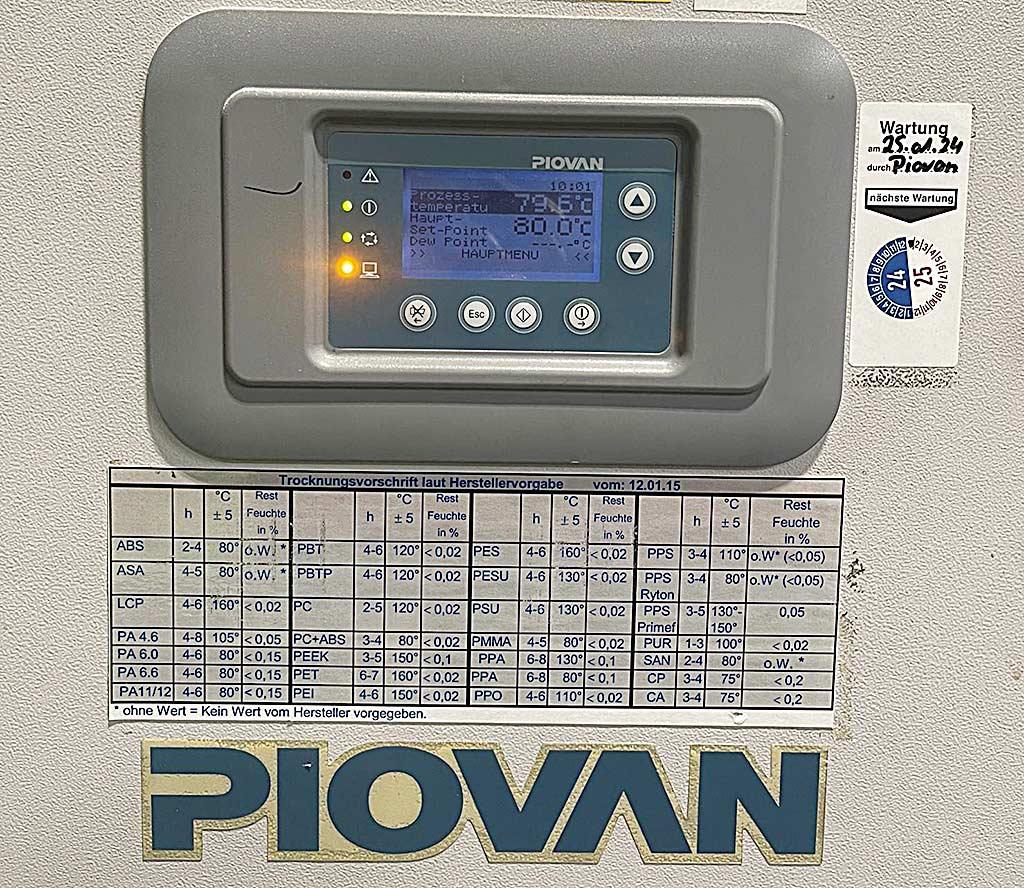 PIOVAN
10:01
Prozess-
temperatu 79.6°C
Haupt-
Set-Point 80.0°C
Dew Point ---.-°C
>> HAUPTMENU <<
Esc
Wartung
am 25.01.24
durch Piovan
nächste Wartung
24 25
Trocknungsvorschrift laut Herstellervorgabe vom: 12.01.15
h °C ± 5 Rest Feuchte in % h °C ± 5 Rest Feuchte in % h °C ± 5 Rest Feuchte in % h °C ± 5 Rest Feuchte in %
ABS 2-4 80° o.W. * PBT 4-6 120° < 0,02 PES 4-6 160° < 0,02 PPS 3-4 110° o.W* (<0,05)
ASA 4-5 80° o.W. * PBTP 4-6 120° < 0,02 PESU 4-6 130° < 0,02 PPS Ryton 3-4 80° o.W* (<0,05)
LCP 4-6 160° < 0,02 PC 2-5 120° < 0,02 PSU 4-6 130° < 0,02 PPS Primef 3-5 130°-150° 0,05
PA 4.6 4-8 105° < 0,05 PC+ABS 3-4 80° < 0,02 PMMA 4-5 80° < 0,02 PUR 1-3 100° < 0,02
PA 6.0 4-6 80° < 0,15 PEEK 3-5 150° < 0,1 PPA 6-8 130° < 0,1 SAN 2-4 80° o.W. *
PA 6.6 4-6 80° < 0,15 PET 6-7 160° < 0,02 PPA 6-8 80° < 0,1 CP 3-4 75° < 0,2
PA11/12 4-6 80° < 0,15 PEI 4-6 150° < 0,02 PPO 4-6 110° < 0,02 CA 3-4 75° < 0,2
* ohne Wert = Kein Wert vom Hersteller vorgegeben.
PIOVAN